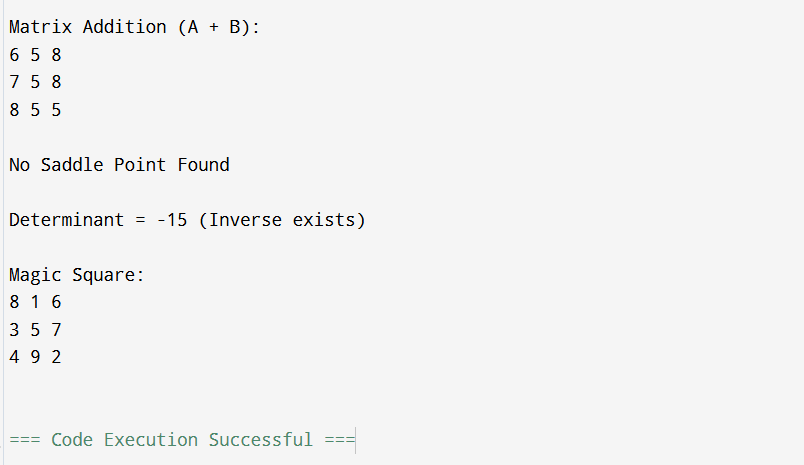 Matrix Addition (A + B):
6 5 8
7 5 8
8 5 5
No Saddle Point Found
Determinant = -15 (Inverse exists)
Magic Square:
8 1 6
3 5 7
4 9 2
=== Code Execution Successful ===